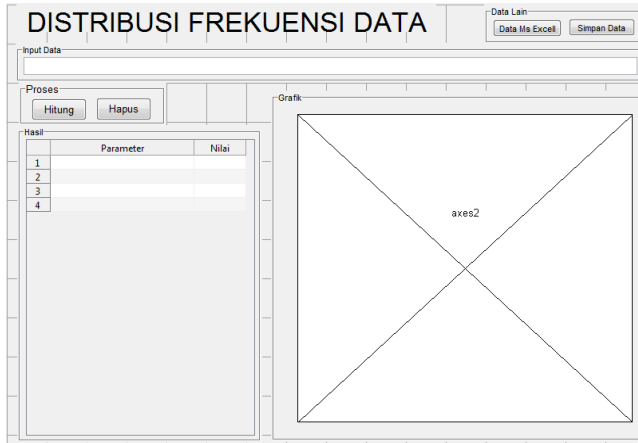 DISTRIBUSI FREKUENSI DATA
Data Lain
Data Ms Excell
Simpan Data
Input Data
Proses
Hitung
Hapus
Grafik
Hasil
Parameter
Nilai
1
2
3
4
axes2